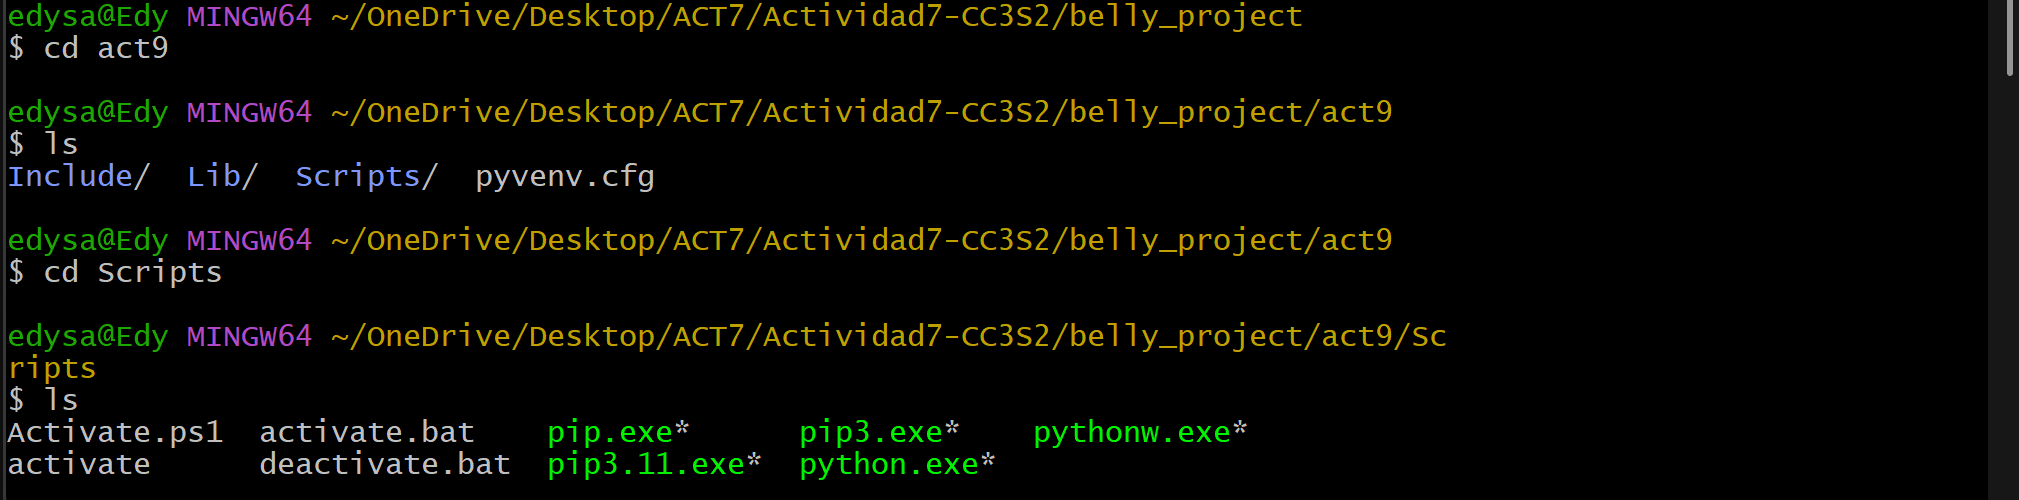 edysa@Edy MINGW64 ~/OneDrive/Desktop/ACT7/Actividad7-CC3S2/belly_project
$ cd act9
edysa@Edy MINGW64 ~/OneDrive/Desktop/ACT7/Actividad7-CC3S2/belly_project/act9
$ ls
Include/  Lib/  Scripts/  pyvenv.cfg
edysa@Edy MINGW64 ~/OneDrive/Desktop/ACT7/Actividad7-CC3S2/belly_project/act9
$ cd Scripts
edysa@Edy MINGW64 ~/OneDrive/Desktop/ACT7/Actividad7-CC3S2/belly_project/act9/Sc
ripts
$ ls
Activate.ps1  activate.bat    pip.exe*      pip3.exe*    pythonw.exe*
activate      deactivate.bat  pip3.11.exe*  python.exe*